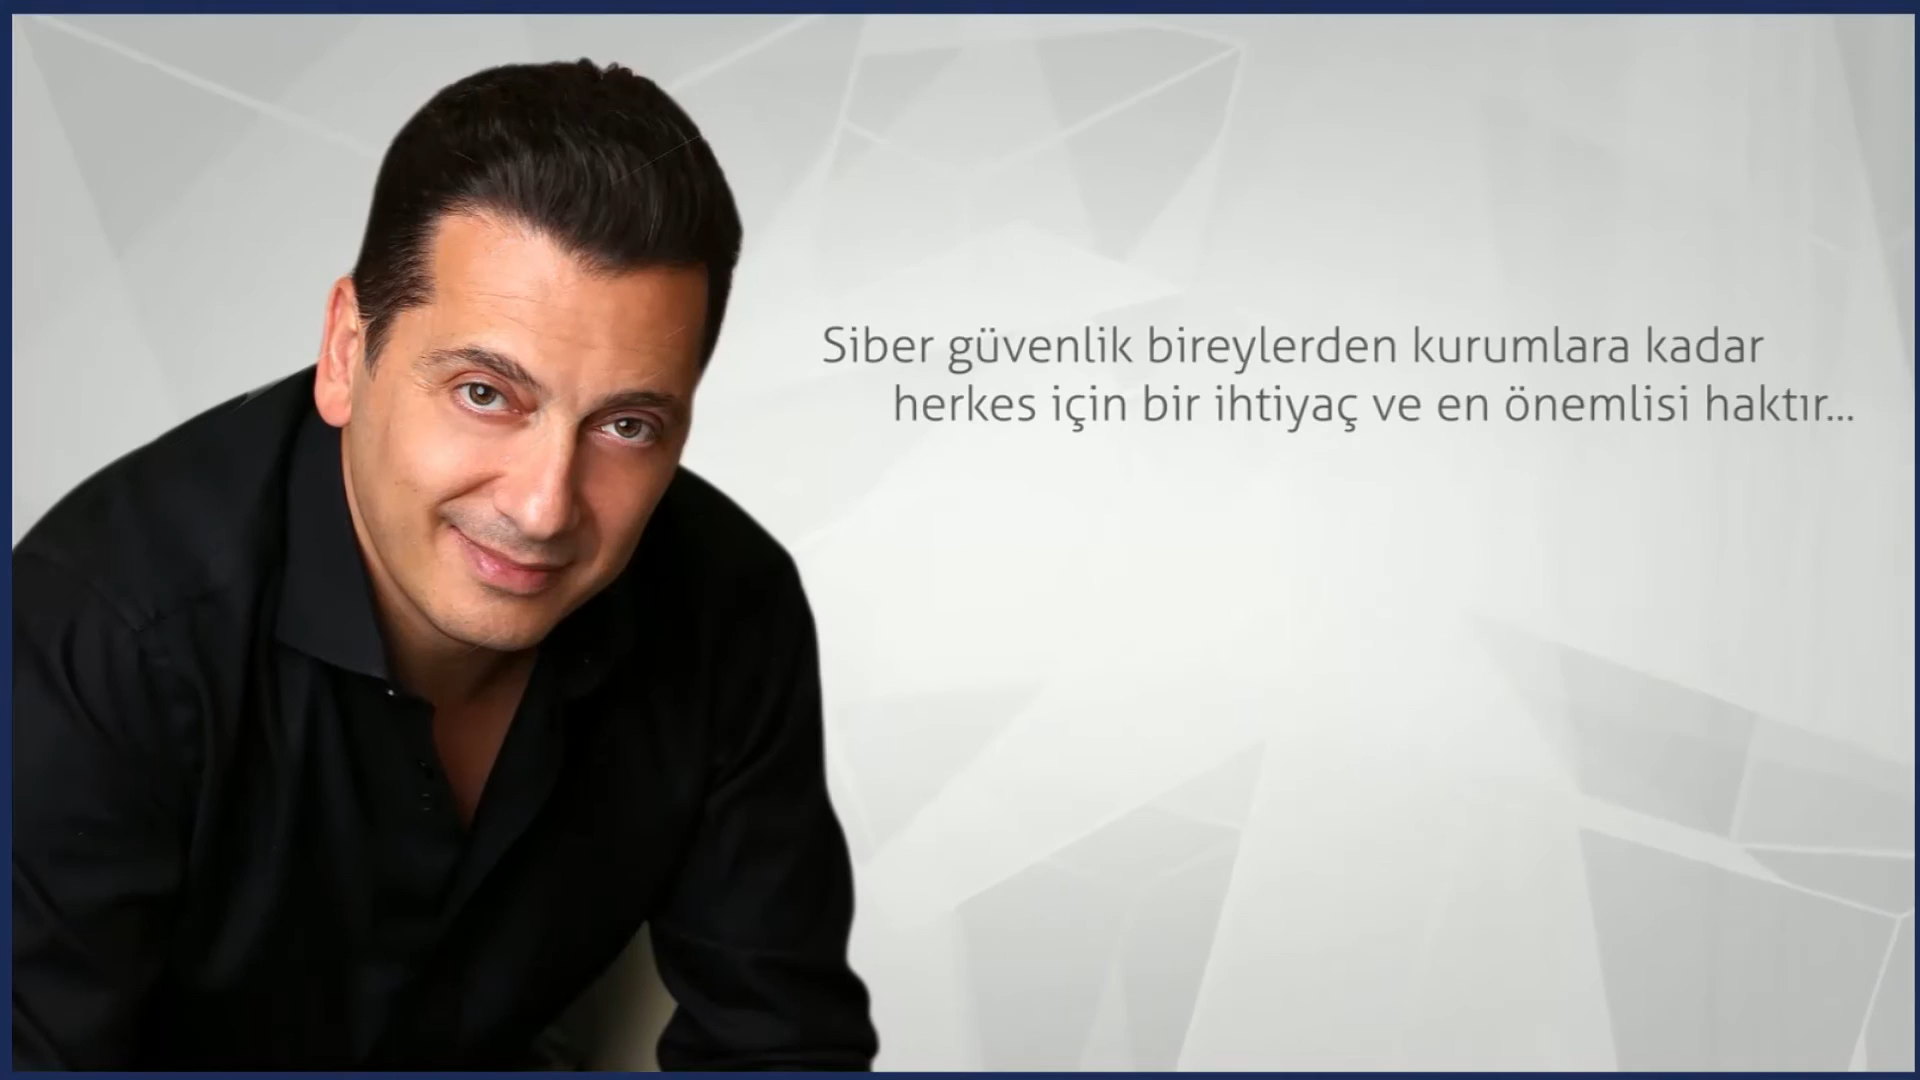 Siber güvenlik bireylerden kurumlara kadar
herkes için bir ihtiyaç ve en önemlisi haktır...